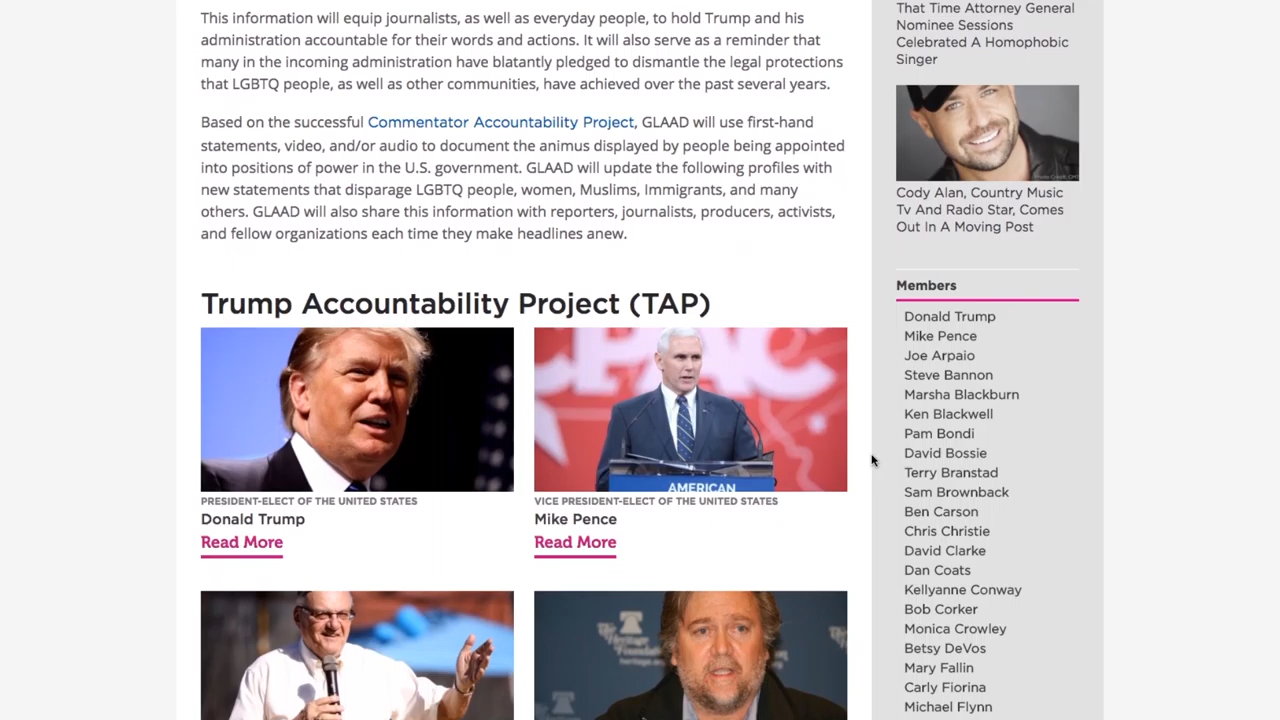 This information will equip journalists, as well as everyday people, to hold Trump and his
administration accountable for their words and actions. It will also serve as a reminder that
many in the incoming administration have blatantly pledged to dismantle the legal protections
that LGBTQ people, as well as other communities, have achieved over the past several years.
Based on the successful Commentator Accountability Project, GLAAD will use first-hand
statements, video, and/or audio to document the animus displayed by people being appointed
into positions of power in the U.S. government. GLAAD will update the following profiles with
new statements that disparage LGBTQ people, women, Muslims, Immigrants, and many
others. GLAAD will also share this information with reporters, journalists, producers, activists,
and fellow organizations each time they make headlines anew.
Trump Accountability Project (TAP)
PAC
AMERICAN
PRESIDENT-ELECT OF THE UNITED STATES
Donald Trump
Read More
VICE PRESIDENT-ELECT OF THE UNITED STATES
Mike Pence
Read More
The
Heritage Foundation
heritage.org
That Time Attorney General
Nominee Sessions
Celebrated A Homophobic
Singer
Cody Alan, Country Music
Tv And Radio Star, Comes
Out In A Moving Post
Members
Donald Trump
Mike Pence
Joe Arpaio
Steve Bannon
Marsha Blackburn
Ken Blackwell
Pam Bondi
David Bossie
Terry Branstad
Sam Brownback
Ben Carson
Chris Christie
David Clarke
Dan Coats
Kellyanne Conway
Bob Corker
Monica Crowley
Betsy DeVos
Mary Fallin
Carly Fiorina
Michael Flynn